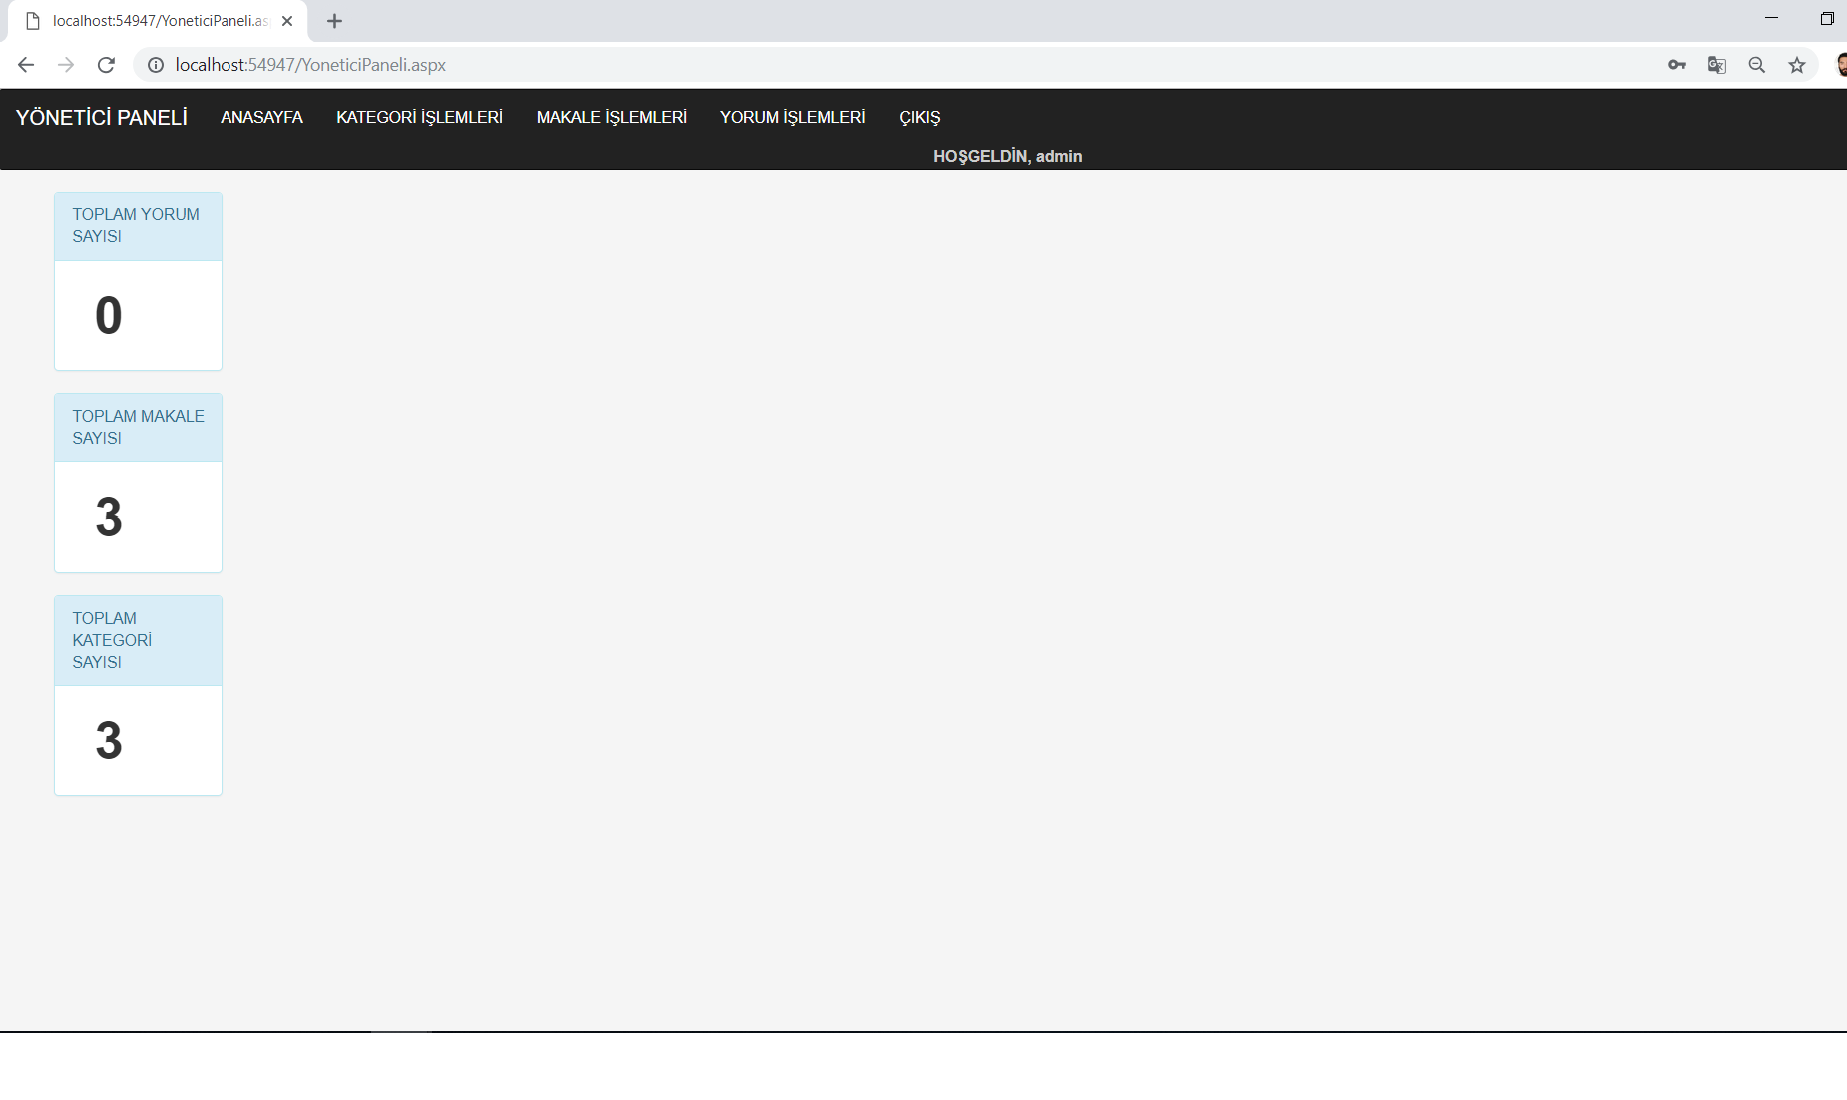 localhost:54947/YoneticiPaneli.as
localhost:54947/YoneticiPaneli.aspx
YÖNETİCİ PANELİ ANASAYFA KATEGORİ İŞLEMLERİ MAKALE İŞLEMLERİ YORUM İŞLEMLERİ ÇIKIŞ
HOŞGELDİN, admin
TOPLAM YORUM
SAYISI
0
TOPLAM MAKALE
SAYISI
3
TOPLAM
KATEGORİ
SAYISI
3